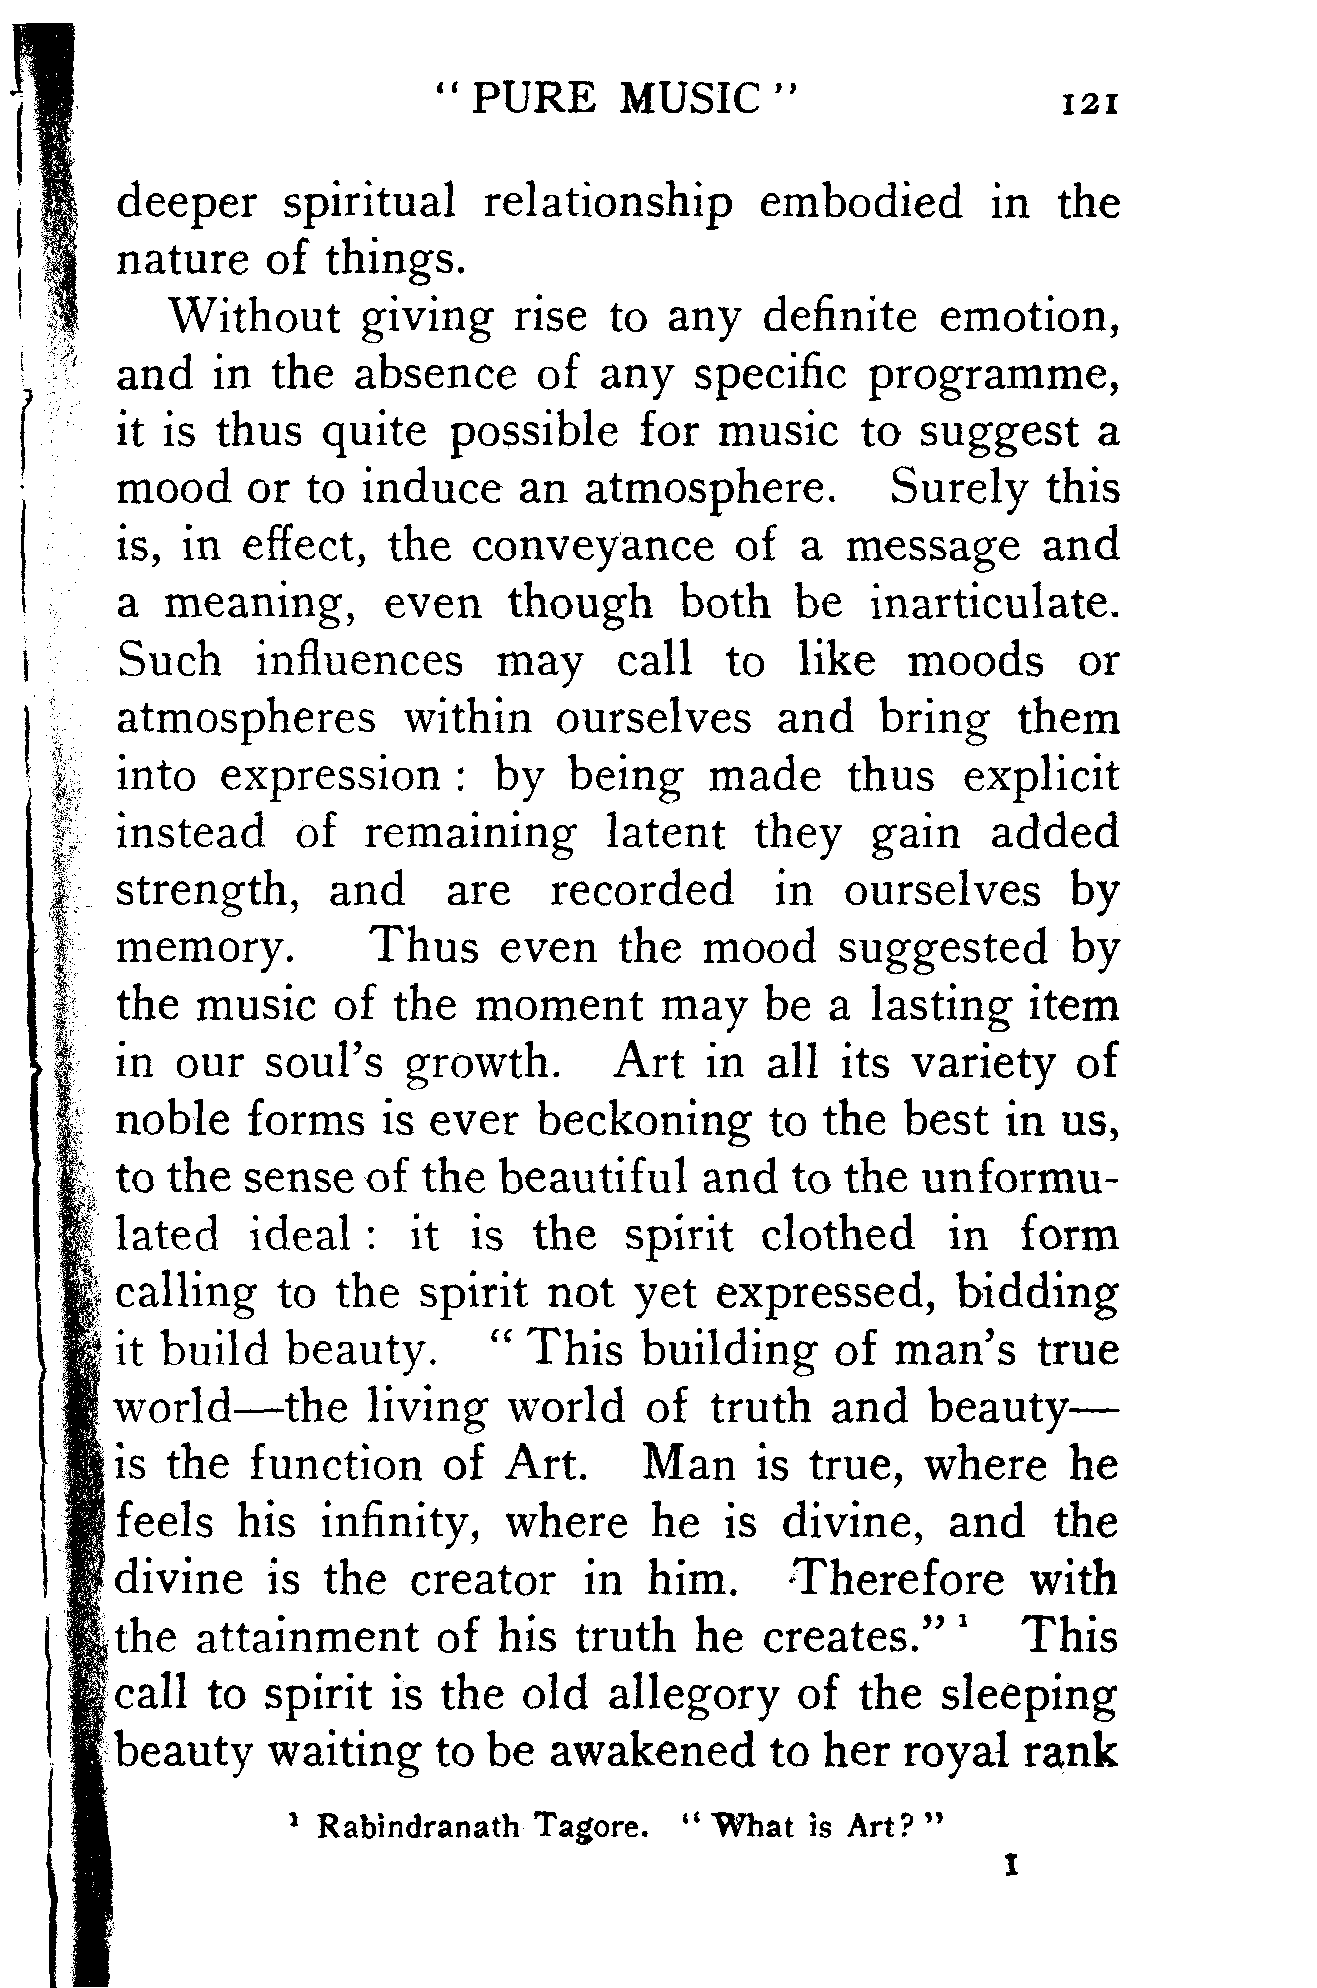 “ PURE MUSIC ” 121
deeper spiritual relationship embodied in the
nature of things.
Without giving rise to any definite emotion,
and in the absence of any specific programme,
it is thus quite possible for music to suggest a
mood or to induce an atmosphere. Surely this
is, in effect, the conveyance of a message and
a meaning, even though both be inarticulate.
Such influences may call to like moods or
atmospheres within ourselves and bring them
into expression : by being made thus explicit
instead of remaining latent they gain added
strength, and are recorded in ourselves by
memory. Thus even the mood suggested by
the music of the moment may be a lasting item
in our soul’s growth. Art in all its variety of
noble forms is ever beckoning to the best in us,
to the sense of the beautiful and to the unformu-
lated ideal : it is the spirit clothed in form
calling to the spirit not yet expressed, bidding
it build beauty. “ This building of man’s true
world—the living world of truth and beauty—
is the function of Art. Man is true, where he
feels his infinity, where he is divine, and the
divine is the creator in him. Therefore with
the attainment of his truth he creates.” ¹ This
call to spirit is the old allegory of the sleeping
beauty waiting to be awakened to her royal rank
¹ Rabindranath Tagore. “ What is Art? ”
I